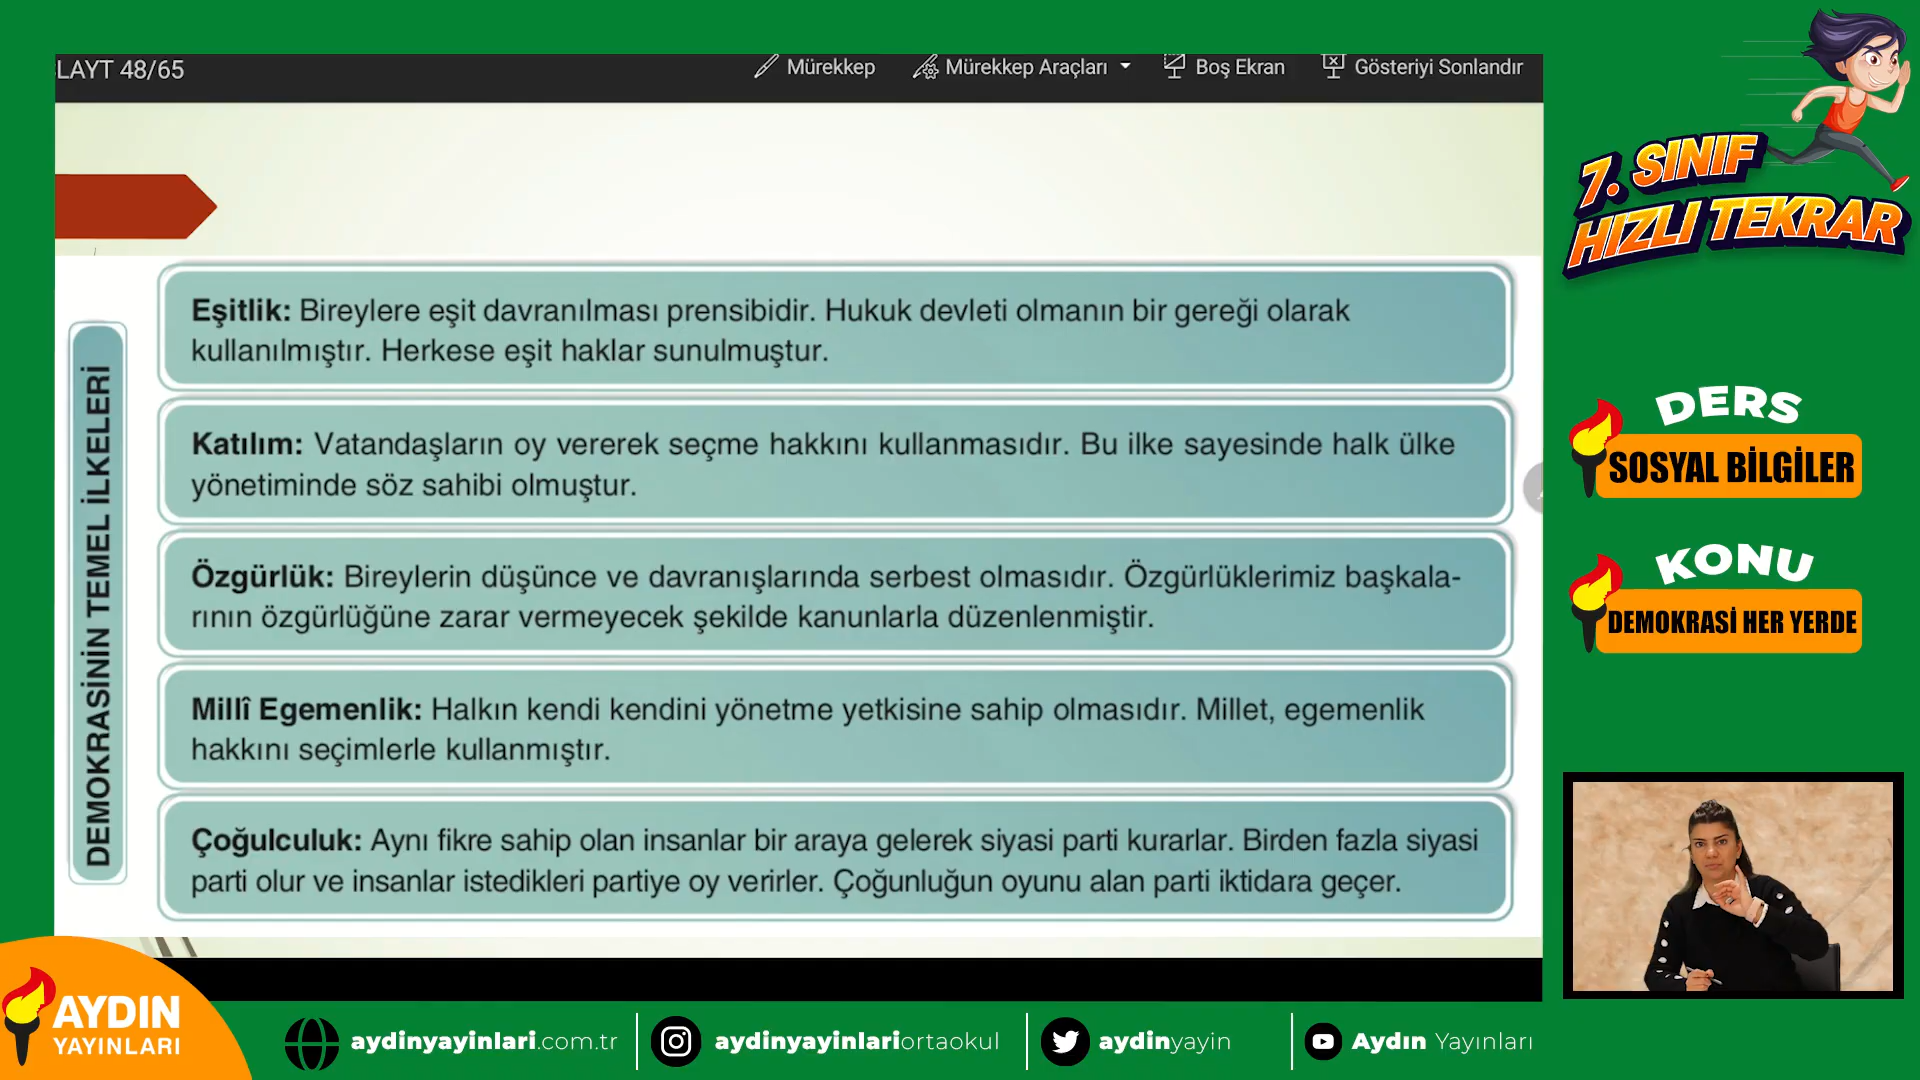 LAYT 48/65
Mürekkep
Mürekkep Araçları
Boş Ekran
Gösteriyi Sonlandır
7. SINIF
HIZLI TEKRAR
DEMOKRASİNİN TEMEL İLKELERİ
Eşitlik: Bireylere eşit davranılması prensibidir. Hukuk devleti olmanın bir gereği olarak
kullanılmıştır. Herkese eşit haklar sunulmuştur.
Katılım: Vatandaşların oy vererek seçme hakkını kullanmasıdır. Bu ilke sayesinde halk ülke
yönetiminde söz sahibi olmuştur.
Özgürlük: Bireylerin düşünce ve davranışlarında serbest olmasıdır. Özgürlüklerimiz başkala-
rının özgürlüğüne zarar vermeyecek şekilde kanunlarla düzenlenmiştir.
Millî Egemenlik: Halkın kendi kendini yönetme yetkisine sahip olmasıdır. Millet, egemenlik
hakkını seçimlerle kullanmıştır.
Çoğulculuk: Aynı fikre sahip olan insanlar bir araya gelerek siyasi parti kurarlar. Birden fazla siyasi
parti olur ve insanlar istedikleri partiye oy verirler. Çoğunluğun oyunu alan parti iktidara geçer.
DERS
SOSYAL BİLGİLER
KONU
DEMOKRASİ HER YERDE
AYDIN
YAYINLARI
aydinyayinlari.com.tr
aydinyayinlariortaokul
aydinyayin
Aydın Yayınları